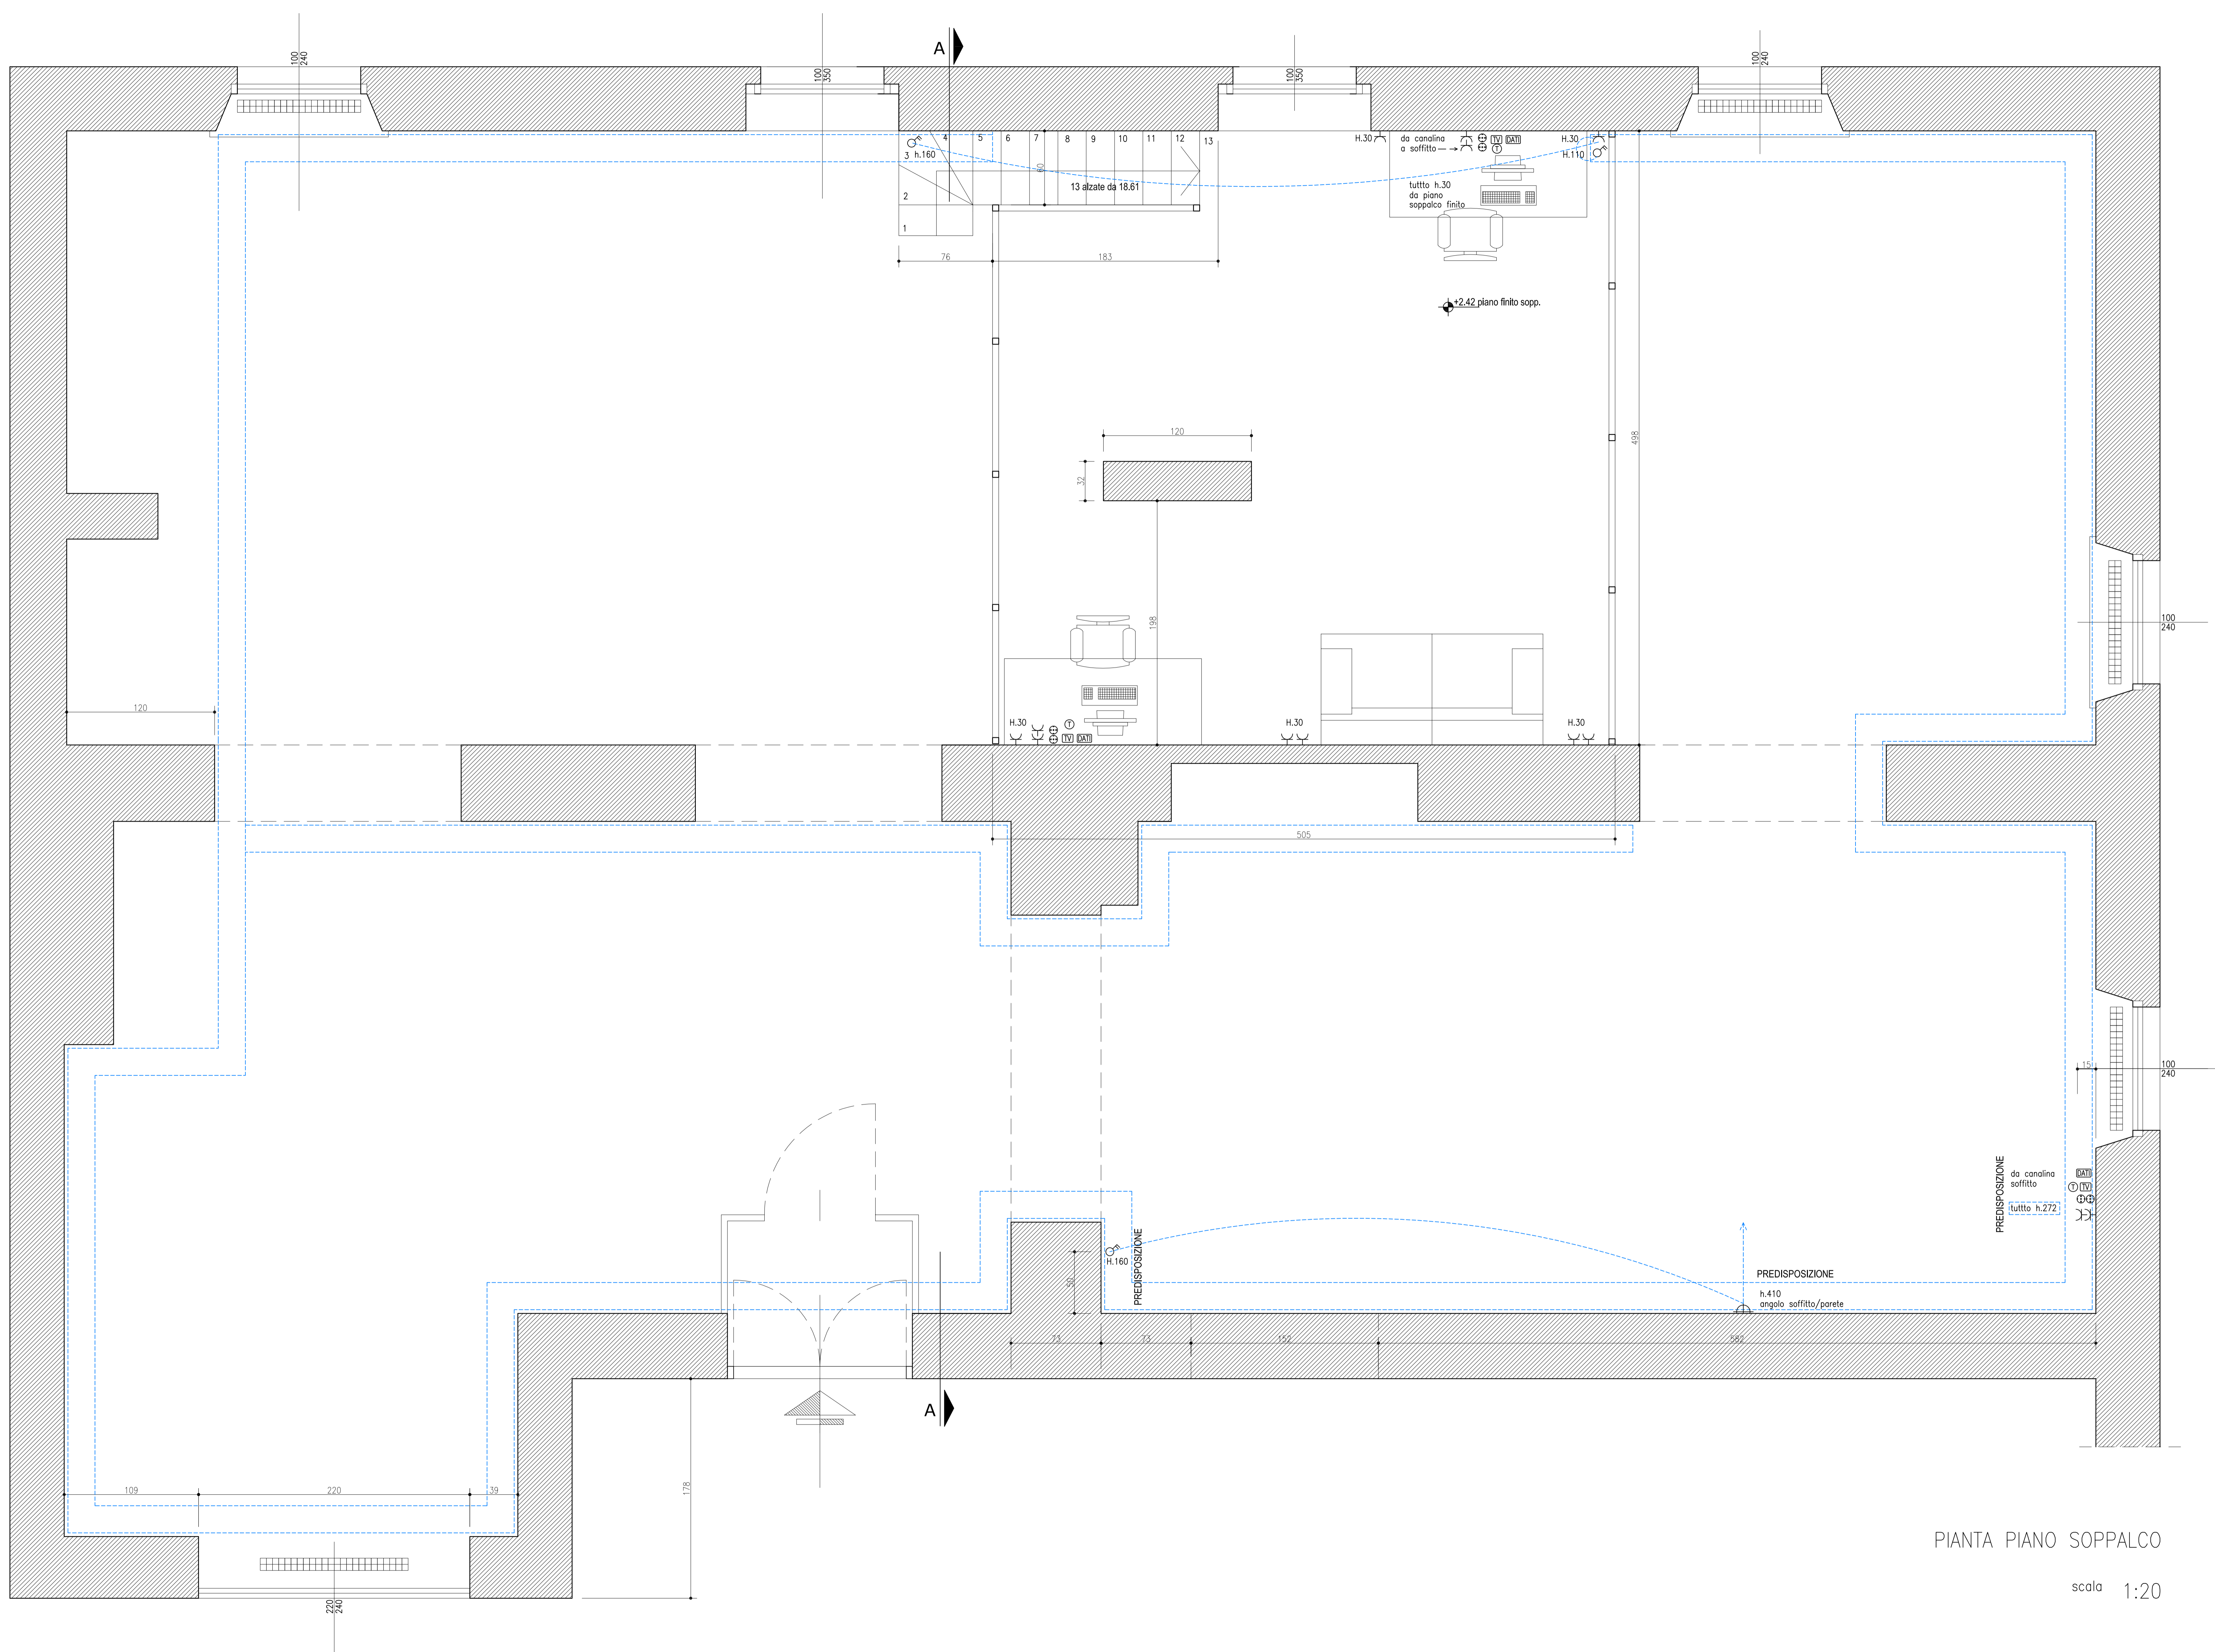 A
100
240
100
350
100
350
100
240
3 h.160
4
5
6
7
8
9
10
11
12
13
2
1
60
13 alzate da 18.61
76
183
H.30
da canalina
a soffitto
TV
DATI
T
H.30
H.110
tuttto h.30
da piano
soppalco finito
+2.42 piano finito sopp.
120
32
498
198
100
240
120
H.30
T
TV
DATI
H.30
H.30
505
15
100
240
PREDISPOSIZIONE
da canalina
soffitto
DATI
T
TV
tuttto h.272
PREDISPOSIZIONE
H.160
50
PREDISPOSIZIONE
h.410
angolo soffitto/parete
73
73
152
582
A
109
220
39
178
220
240
PIANTA PIANO SOPPALCO
scala 1:20